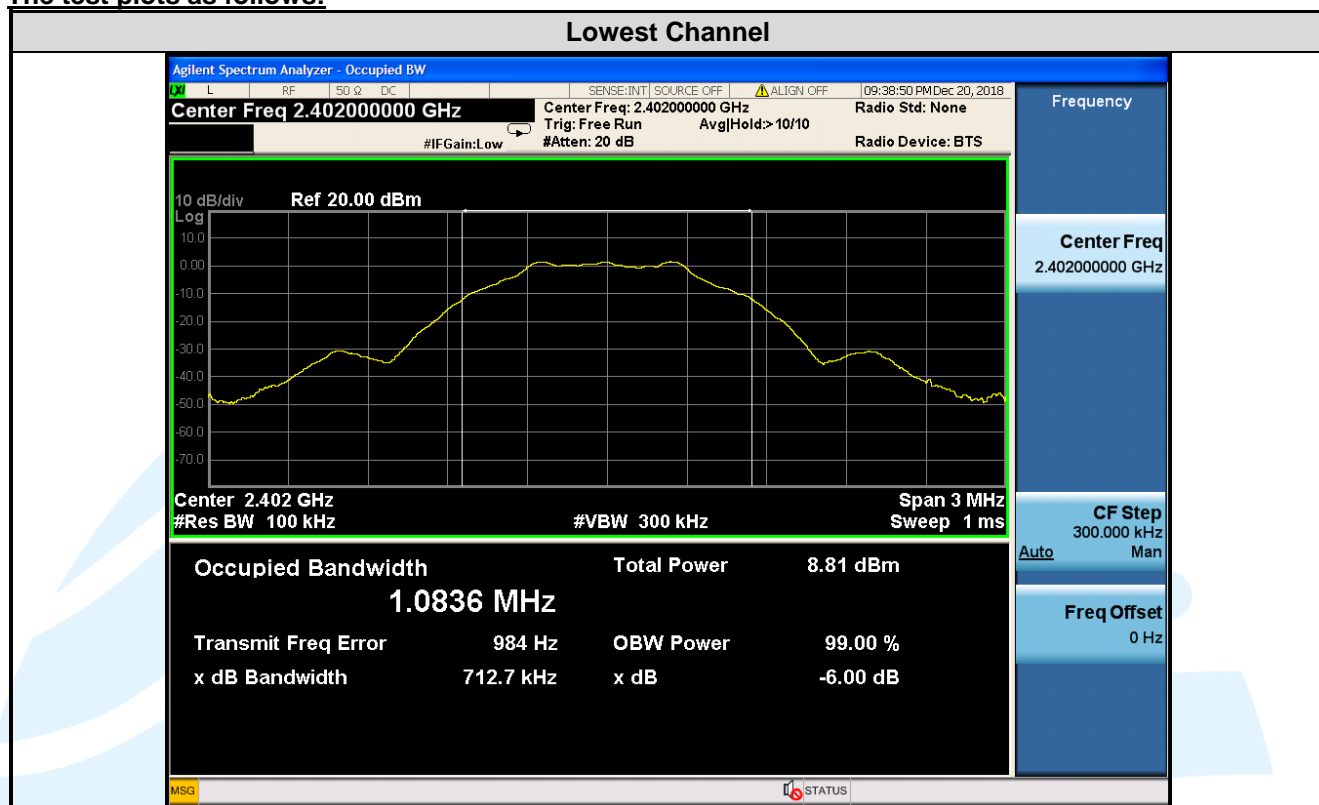 The test plots as follows:
Lowest Channel
Agilent Spectrum Analyzer - Occupied BW
LXI L RF 50 Ω DC SENSE:INT SOURCE OFF ALIGN OFF 09:38:50 PM Dec 20, 2018
Center Freq 2.402000000 GHz
Center Freq: 2.402000000 GHz
Radio Std: None
Trig: Free Run Avg|Hold:> 10/10
#IFGain:Low #Atten: 20 dB
Radio Device: BTS
10 dB/div Ref 20.00 dBm
Log
10.0
0.00
-10.0
-20.0
-30.0
-40.0
-50.0
-60.0
-70.0
Center 2.402 GHz Span 3 MHz
#Res BW 100 kHz #VBW 300 kHz Sweep 1 ms
Occupied Bandwidth Total Power 8.81 dBm
1.0836 MHz
Transmit Freq Error 984 Hz OBW Power 99.00 %
x dB Bandwidth 712.7 kHz x dB -6.00 dB
Frequency
Center Freq
2.402000000 GHz
CF Step
300.000 kHz
Auto Man
Freq Offset
0 Hz
MSG STATUS